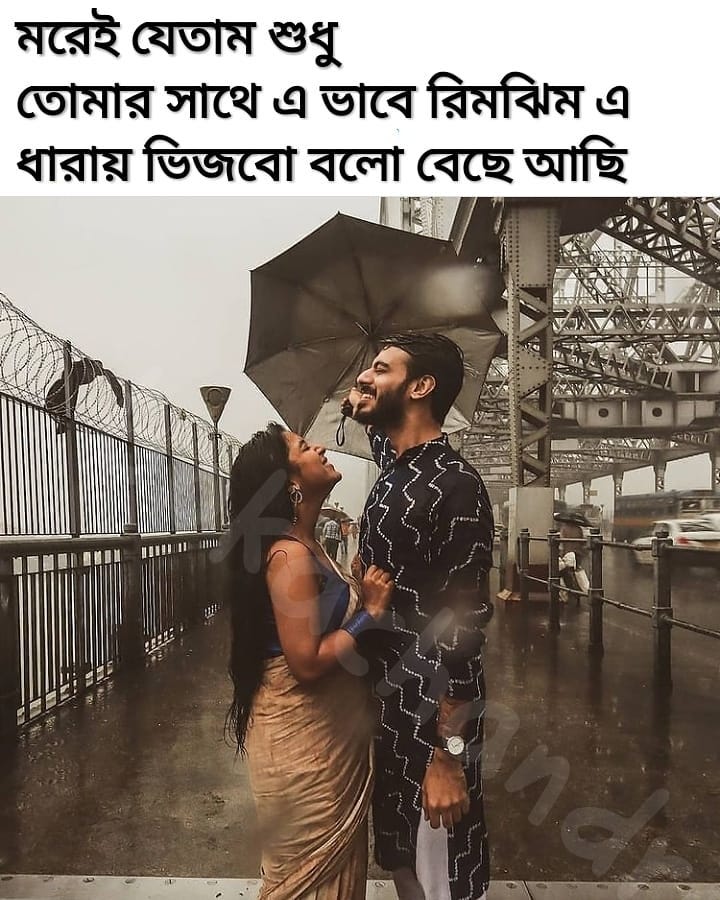 মরেই যেতাম শুধু
তোমার সাথে এ ভাবে রিমঝিম এ
ধারায় ভিজবো বলো বেছে আছি